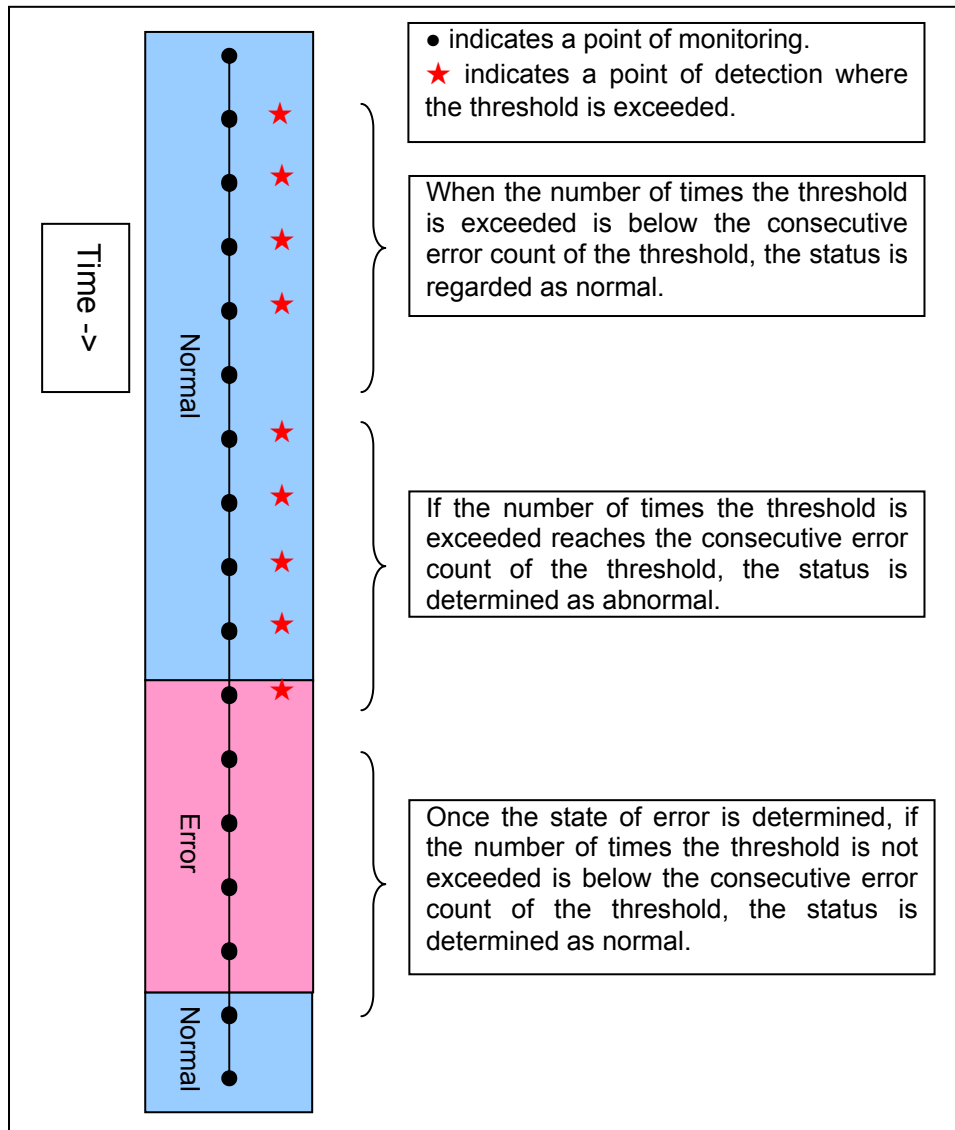 ● indicates a point of monitoring.
★ indicates a point of detection where
the threshold is exceeded.
When the number of times the threshold
is exceeded is below the consecutive
error count of the threshold, the status is
regarded as normal.
Time ->
Normal
If the number of times the threshold is
exceeded reaches the consecutive error
count of the threshold, the status is
determined as abnormal.
Error
Once the state of error is determined, if
the number of times the threshold is not
exceeded is below the consecutive error
count of the threshold, the status is
determined as normal.
Normal